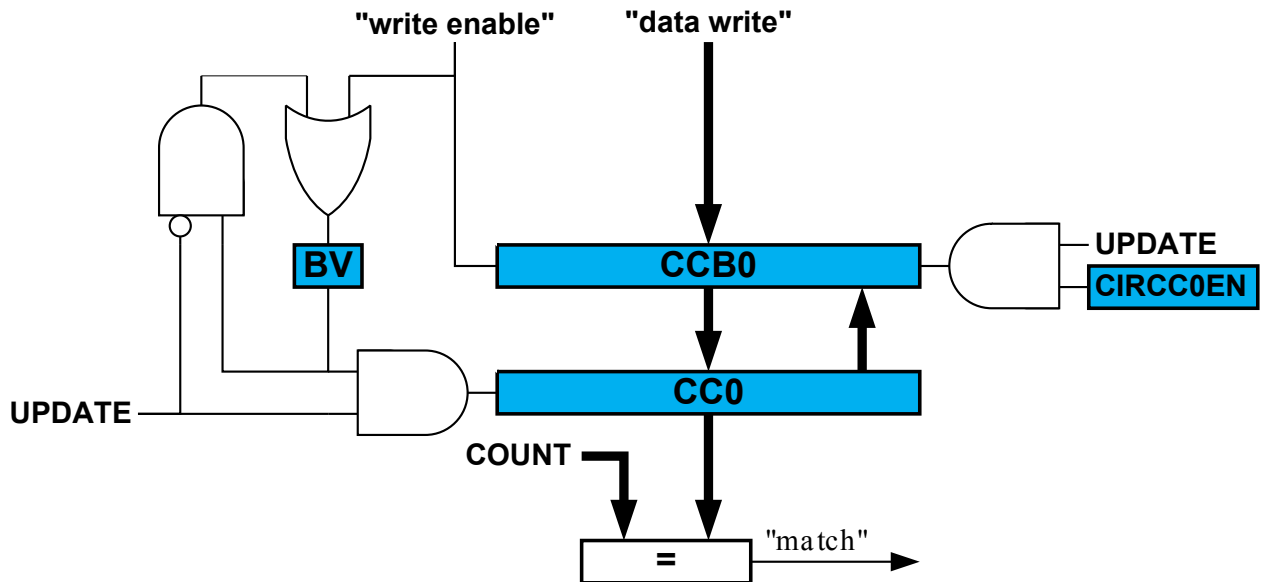 "write enable"
"data write"
BV
CCB0
UPDATE
CIRCC0EN
UPDATE
CC0
COUNT
=
"match"